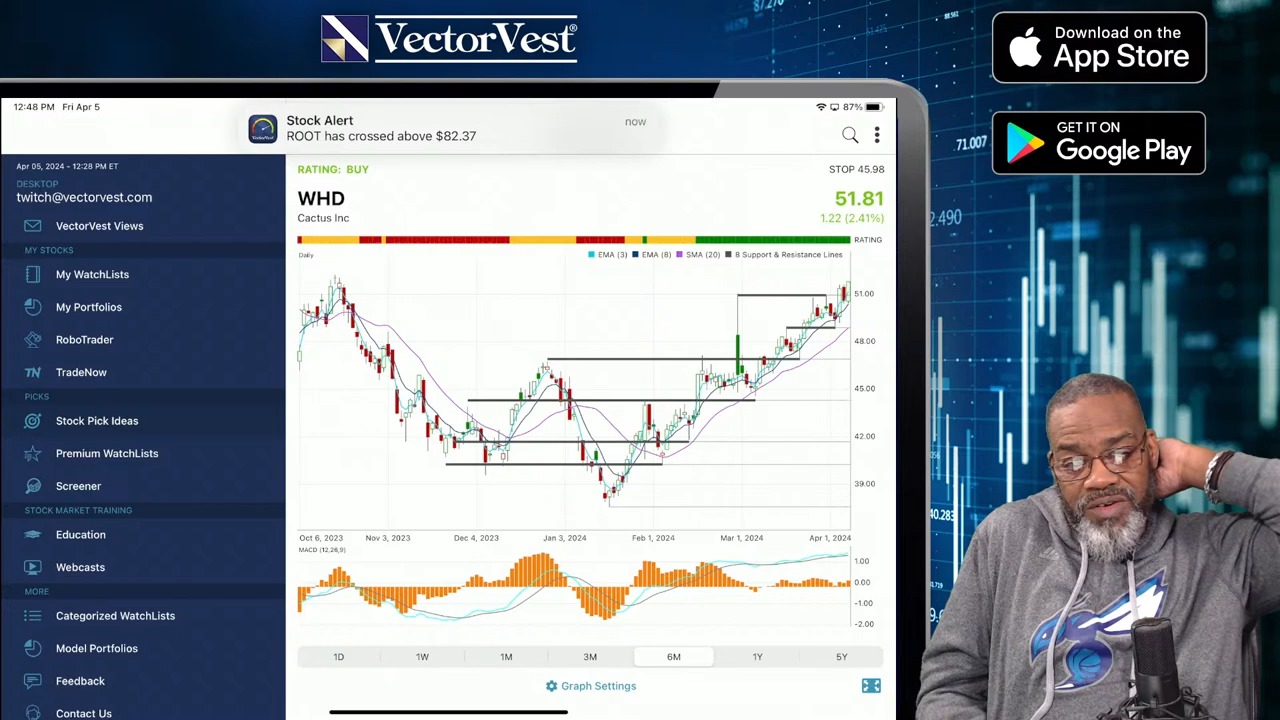 VectorVest®
Download on the
App Store
GET IT ON
Google Play
12:48 PM Fri Apr 5
87%
Stock Alert
now
ROOT has crossed above $82.37
Apr 05, 2024 - 12:28 PM ET
DESKTOP
twitch@vectorvest.com
VectorVest Views
MY STOCKS
My WatchLists
My Portfolios
RoboTrader
TN
TradeNow
PICKS
Stock Pick Ideas
Premium WatchLists
Screener
STOCK MARKET TRAINING
Education
Webcasts
MORE
Categorized WatchLists
Model Portfolios
Feedback
Contact Us
RATING: BUY
STOP 45.98
WHD
51.81
Cactus Inc
1.22 (2.41%)
RATING
Daily
EMA (3) EMA (8) SMA (20) 8 Support & Resistance Lines
51.00
48.00
45.00
42.00
39.00
Oct 6, 2023 Nov 3, 2023 Dec 4, 2023 Jan 3, 2024 Feb 1, 2024 Mar 1, 2024 Apr 1, 2024
MACD (12,26,9)
1.00
0.00
-1.00
-2.00
1D 1W 1M 3M 6M 1Y 5Y
Graph Settings
71.007